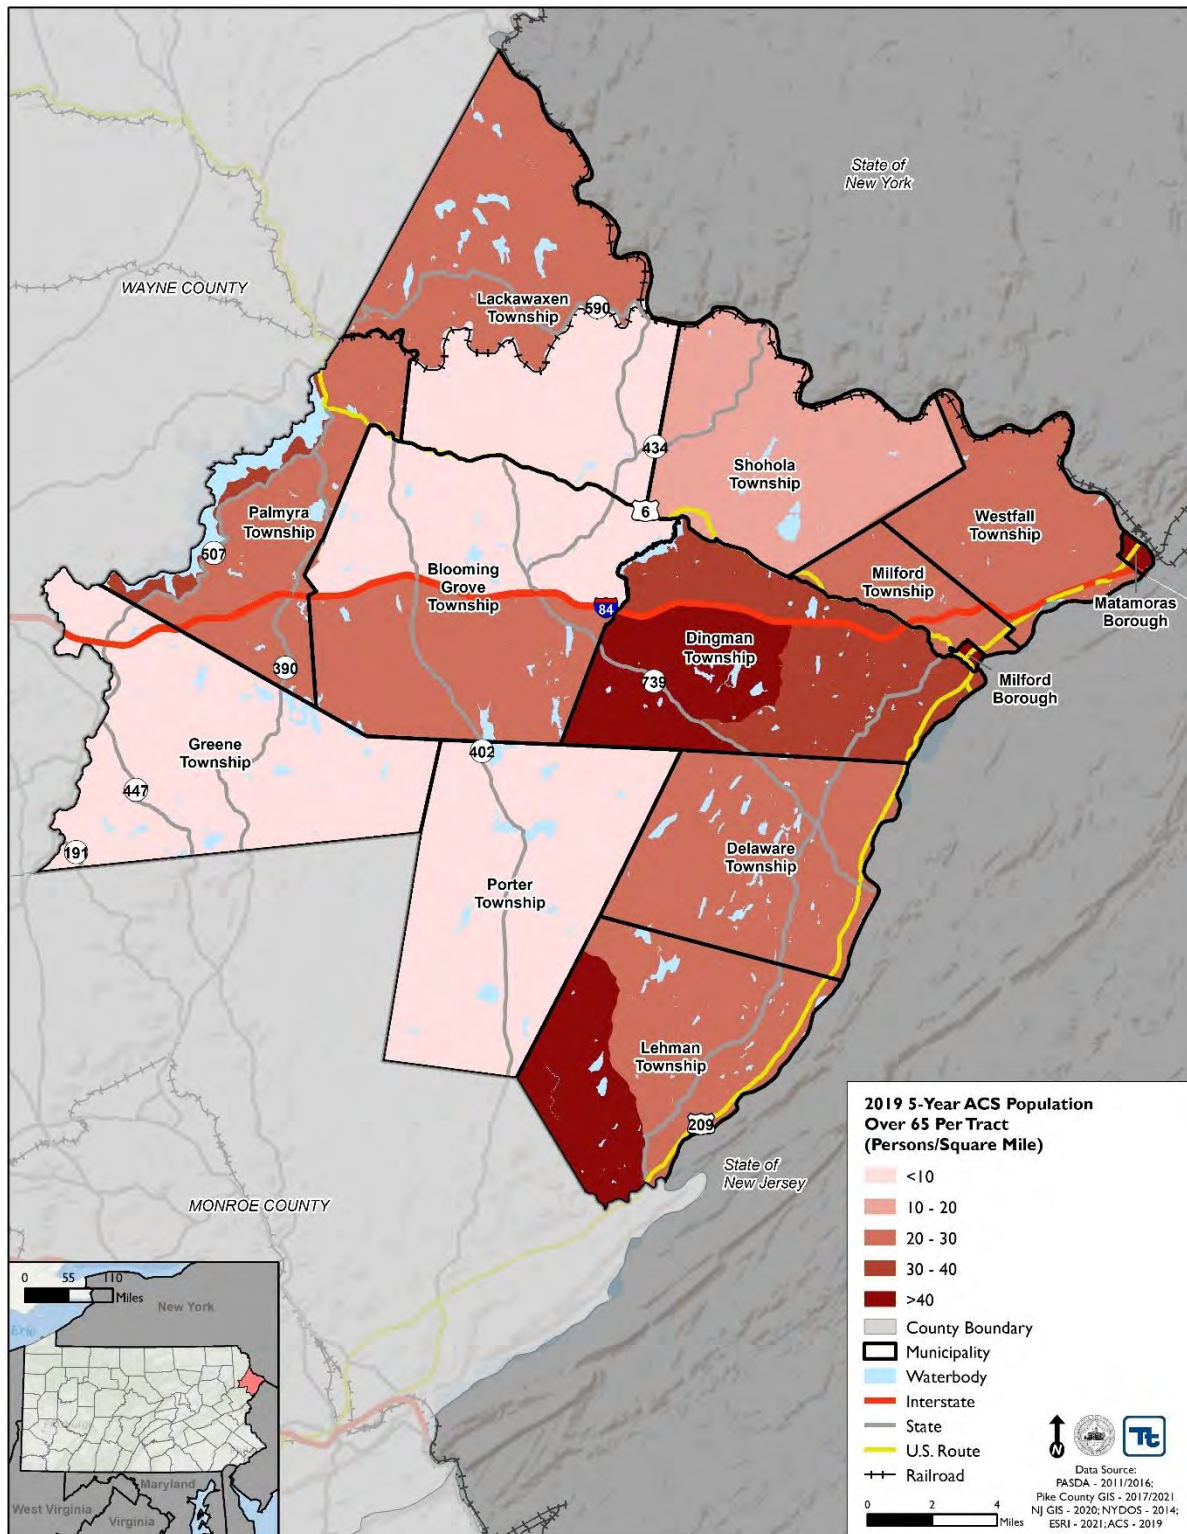 State of
New York
WAYNE COUNTY
Lackawaxen
Township
590
434
Shohola
Township
6
Palmyra
Township
507
Westfall
Township
Blooming
Grove
Township
Milford
Township
84
Matamoras
Borough
Dingman
Township
390
739
Milford
Borough
Greene
Township
402
447
191
Delaware
Township
Porter
Township
Lehman
Township
209
State of
New Jersey
MONROE COUNTY
2019 5-Year ACS Population
Over 65 Per Tract
(Persons/Square Mile)
<10
10 - 20
20 - 30
30 - 40
>40
County Boundary
Municipality
Waterbody
Interstate
State
U.S. Route
Railroad
N
Tt
Data Source:
PASDA - 2011/2016;
Pike County GIS - 2017/2021
NJ GIS - 2020; NYDOS - 2014;
ESRI - 2021; ACS - 2019
0 2 4
Miles
0 55 110
Miles
New York
Erie
Maryland
West Virginia
Virginia